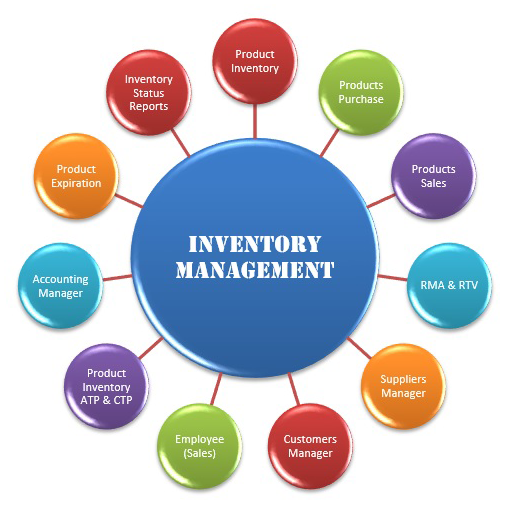 Product
Inventory
Products
Purchase
Products
Sales
RMA & RTV
Suppliers
Manager
Customers
Manager
Employee
(Sales)
Product
Inventory
ATP & CTP
Accounting
Manager
Product
Expiration
Inventory
Status
Reports
INVENTORY
MANAGEMENT